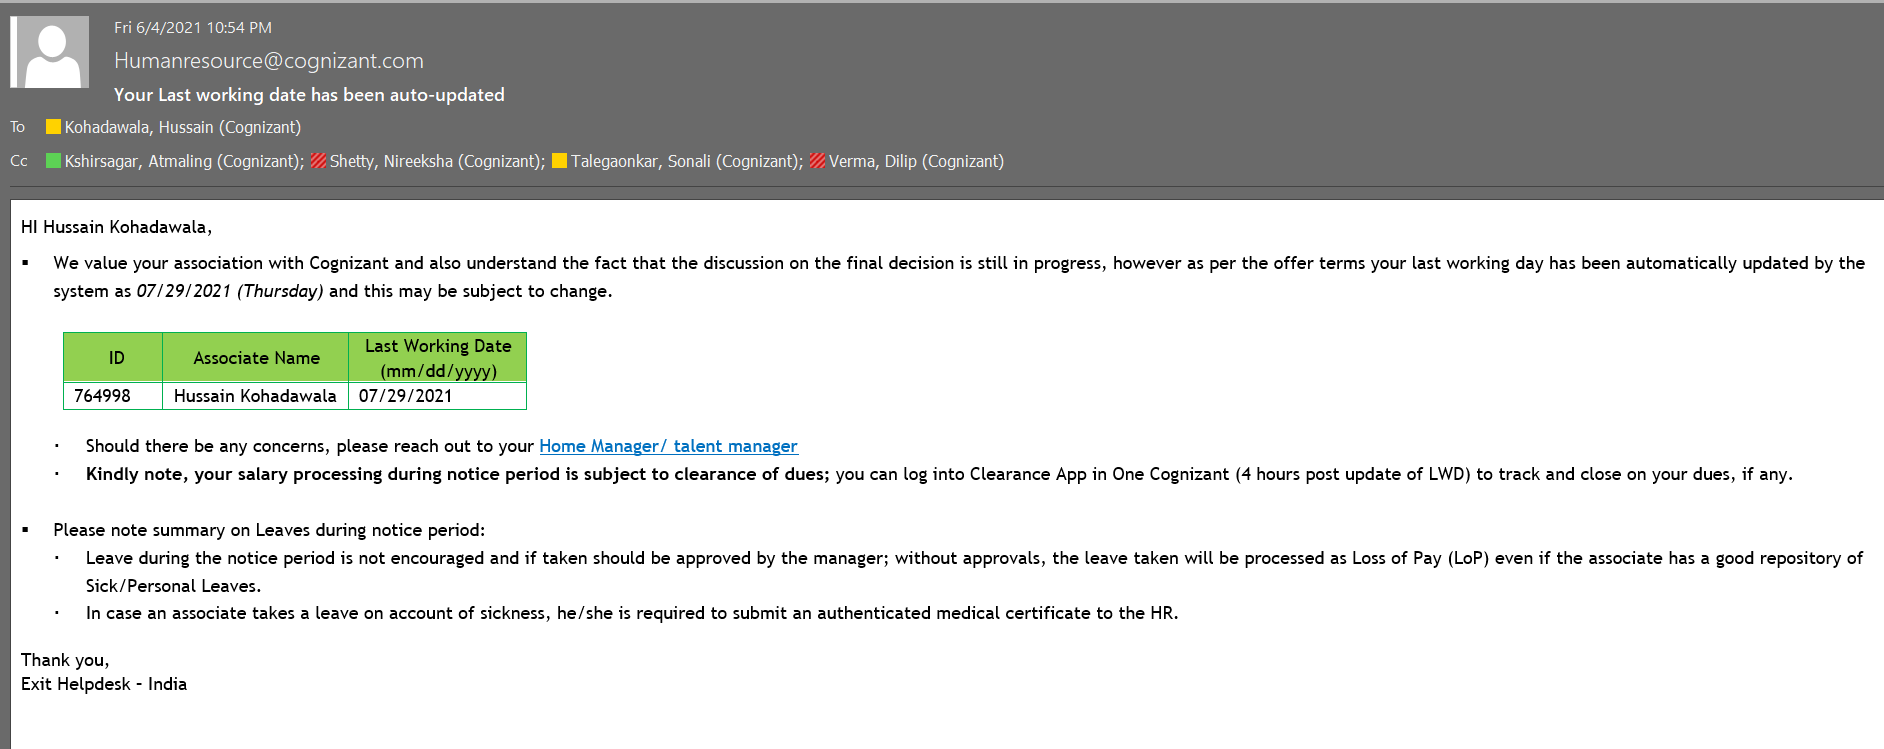 Fri 6/4/2021 10:54 PM
Humanresource@cognizant.com
Your Last working date has been auto-updated
To Kohadawala, Hussain (Cognizant)
Cc Kshirsagar, Atmaling (Cognizant); Shetty, Nireeksha (Cognizant); Talegaonkar, Sonali (Cognizant); Verma, Dilip (Cognizant)
HI Hussain Kohadawala,
▪ We value your association with Cognizant and also understand the fact that the discussion on the final decision is still in progress, however as per the offer terms your last working day has been automatically updated by the
system as 07/29/2021 (Thursday) and this may be subject to change.
ID Associate Name Last Working Date
(mm/dd/yyyy)
764998 Hussain Kohadawala 07/29/2021
· Should there be any concerns, please reach out to your Home Manager/ talent manager
· Kindly note, your salary processing during notice period is subject to clearance of dues; you can log into Clearance App in One Cognizant (4 hours post update of LWD) to track and close on your dues, if any.
▪ Please note summary on Leaves during notice period:
· Leave during the notice period is not encouraged and if taken should be approved by the manager; without approvals, the leave taken will be processed as Loss of Pay (LoP) even if the associate has a good repository of
Sick/Personal Leaves.
· In case an associate takes a leave on account of sickness, he/she is required to submit an authenticated medical certificate to the HR.
Thank you,
Exit Helpdesk – India